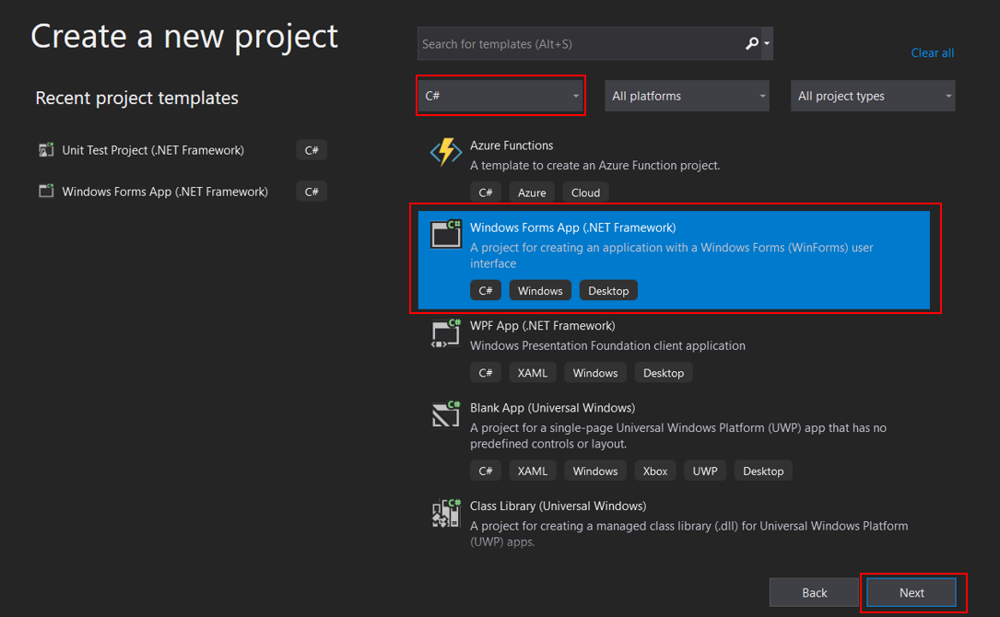 Create a new project
Search for templates (Alt+S)
Clear all
C#
All platforms
All project types
Recent project templates
Unit Test Project (.NET Framework)
C#
Windows Forms App (.NET Framework)
C#
Azure Functions
A template to create an Azure Function project.
C# Azure Cloud
C#
Windows Forms App (.NET Framework)
A project for creating an application with a Windows Forms (WinForms) user
interface
C# Windows Desktop
C#
WPF App (.NET Framework)
Windows Presentation Foundation client application
C# XAML Windows Desktop
C#
Blank App (Universal Windows)
A project for a single-page Universal Windows Platform (UWP) app that has no
predefined controls or layout.
C# XAML Windows Xbox UWP Desktop
C#
Class Library (Universal Windows)
A project for creating a managed class library (.dll) for Universal Windows Platform
(UWP) apps.
Back
Next